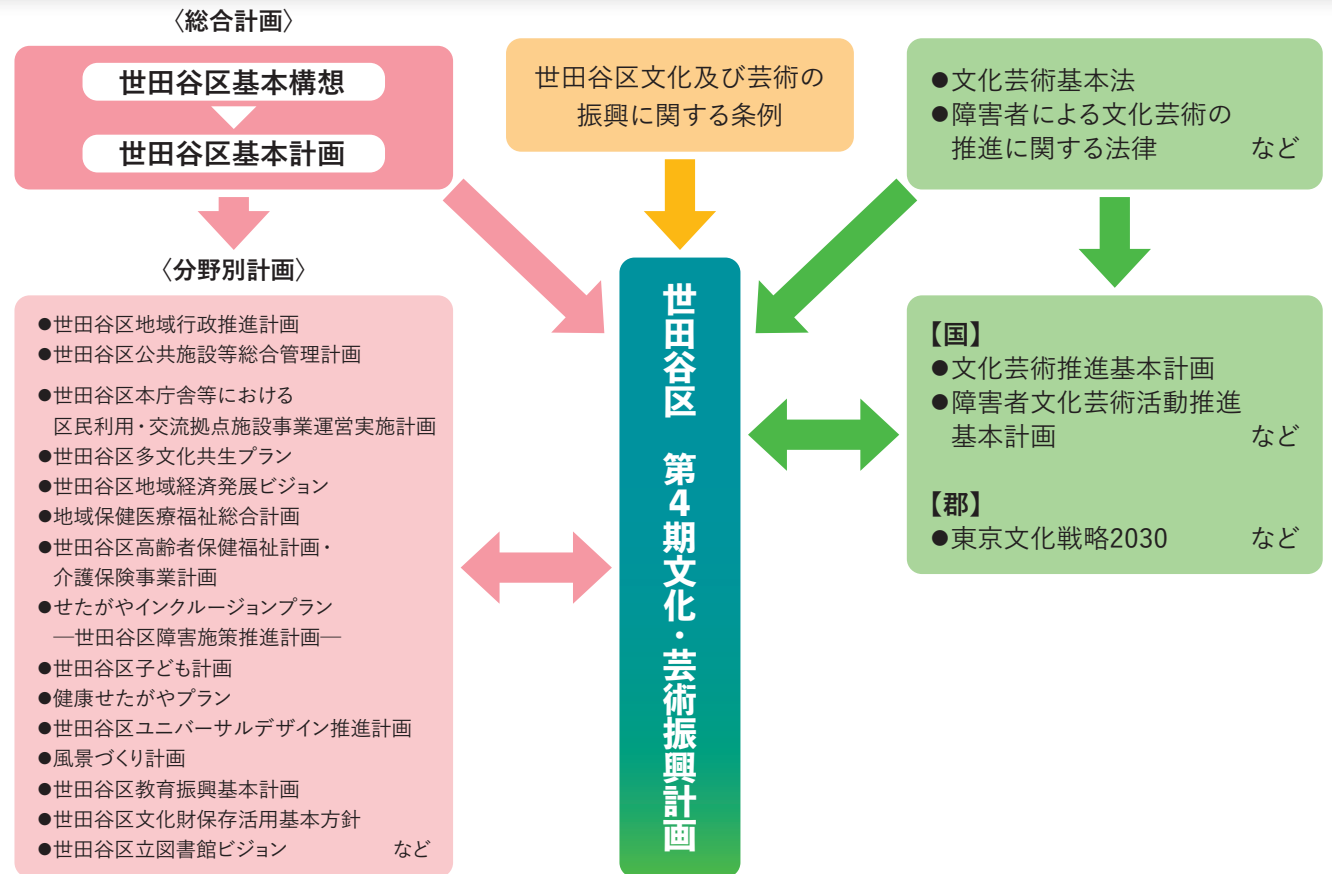 〈総合計画〉
世田谷区基本構想
世田谷区基本計画
世田谷区文化及び芸術の
振興に関する条例
●文化芸術基本法
●障害者による文化芸術の
推進に関する法律 など
〈分野別計画〉
●世田谷区地域行政推進計画
●世田谷区公共施設等総合管理計画
●世田谷区本庁舎等における
区民利用・交流拠点施設事業運営実施計画
●世田谷区多文化共生プラン
●世田谷区地域経済発展ビジョン
●地域保健医療福祉総合計画
●世田谷区高齢者保健福祉計画・
介護保険事業計画
●せたがやインクルージョンプラン
―世田谷区障害施策推進計画―
●世田谷区子ども計画
●健康せたがやプラン
●世田谷区ユニバーサルデザイン推進計画
●風景づくり計画
●世田谷区教育振興基本計画
●世田谷区文化財保存活用基本方針
●世田谷区立図書館ビジョン など
世田谷区 第4期文化・芸術振興計画
【国】
●文化芸術推進基本計画
●障害者文化芸術活動推進
基本計画 など
【郡】
●東京文化戦略2030 など